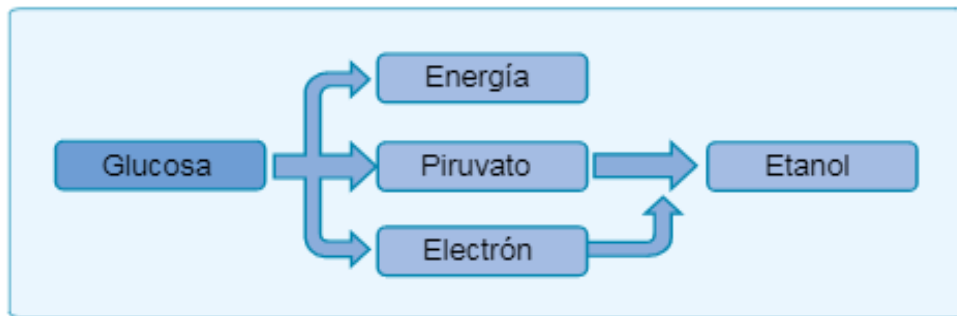 Energía
Glucosa
Piruvato
Etanol
Electrón